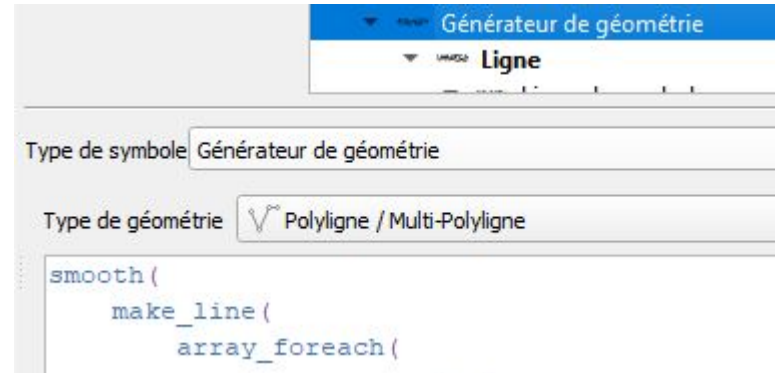 Générateur de géométrie
Ligne
Type de symbole Générateur de géométrie
Type de géométrie Polyligne / Multi-Polyligne
smooth(
make_line(
array_foreach(